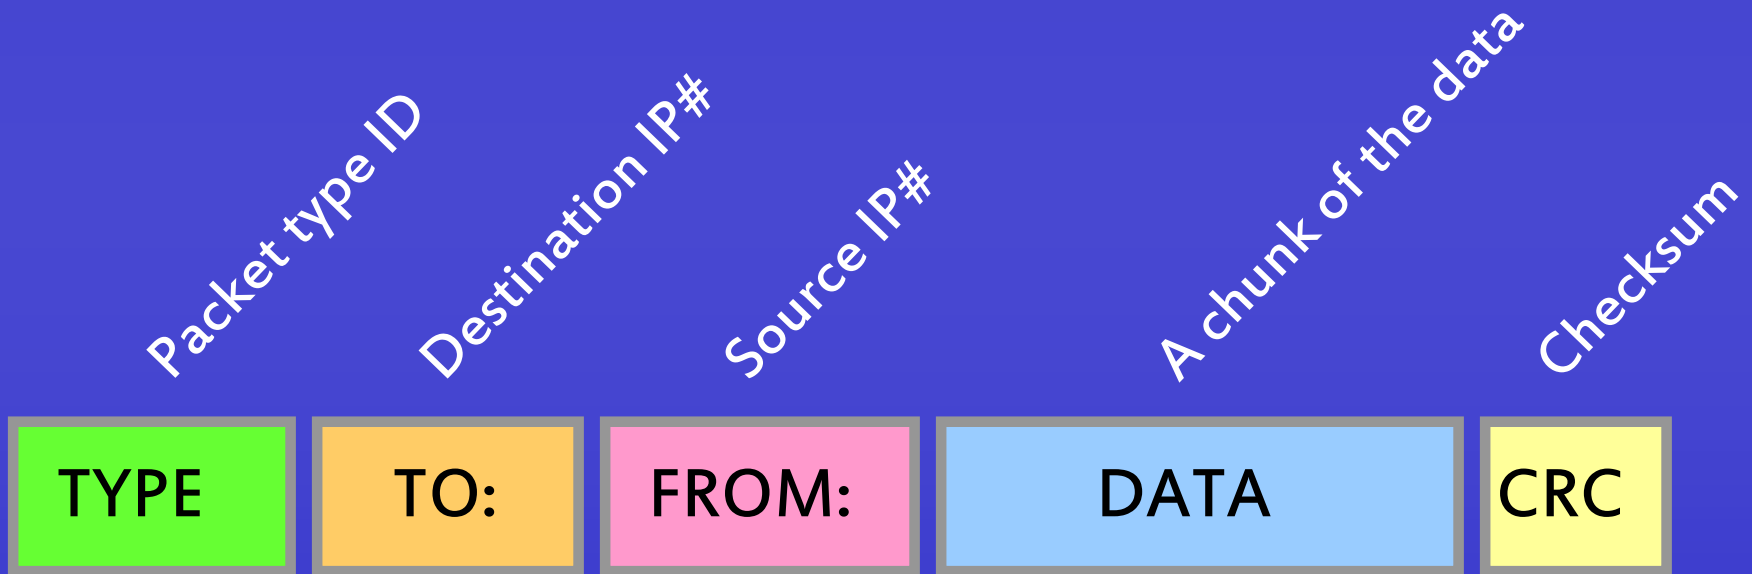 Packet type ID
Destination IP#
Source IP#
A chunk of the data
Checksum
TYPE
TO:
FROM:
DATA
CRC